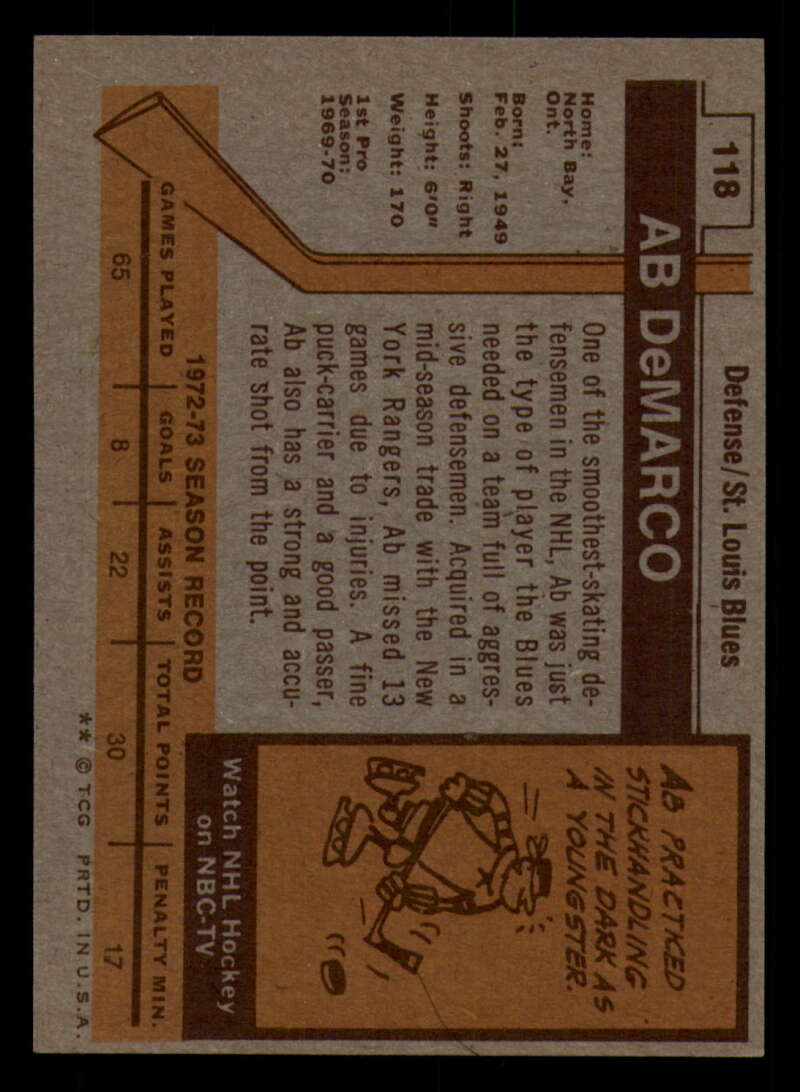 118
Defense/St. Louis Blues
AB DeMARCO
Home:
North Bay,
Ont.
Born:
Feb. 27, 1949
Shoots: Right
Height: 6'0"
Weight: 170
1st Pro
Season:
1969-70
One of the smoothest-skating de-
fensemen in the NHL, Ab was just
the type of player the Blues
needed on a team full of aggres-
sive defensemen. Acquired in a
mid-season trade with the New
York Rangers, Ab missed 13
games due to injuries. A fine
puck-carrier and a good passer,
Ab also has a strong and accu-
rate shot from the point.
AB PRACTICED
STICKHANDLING
IN THE DARK AS
A YOUNGSTER.
Watch NHL Hockey
on NBC-TV
1972-73 SEASON RECORD
GAMES PLAYED GOALS ASSISTS TOTAL POINTS PENALTY MIN.
65 8 22 30 17
** © T.C.G. PRTD. IN U.S.A.